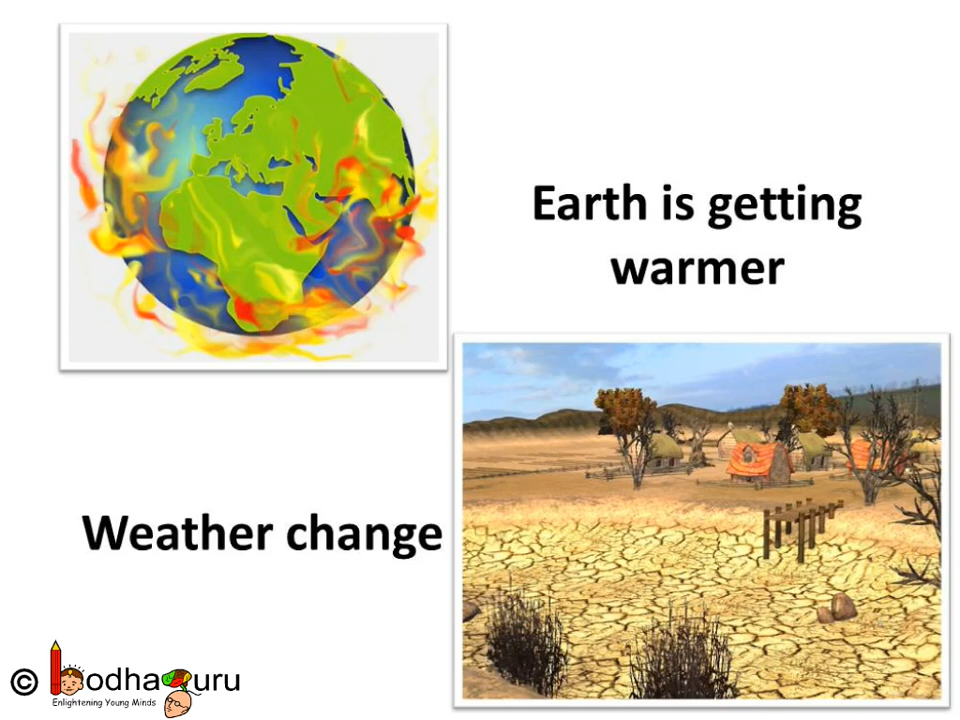 Earth is getting
warmer
Weather change
© bodhaguru
Enlightening Young Minds